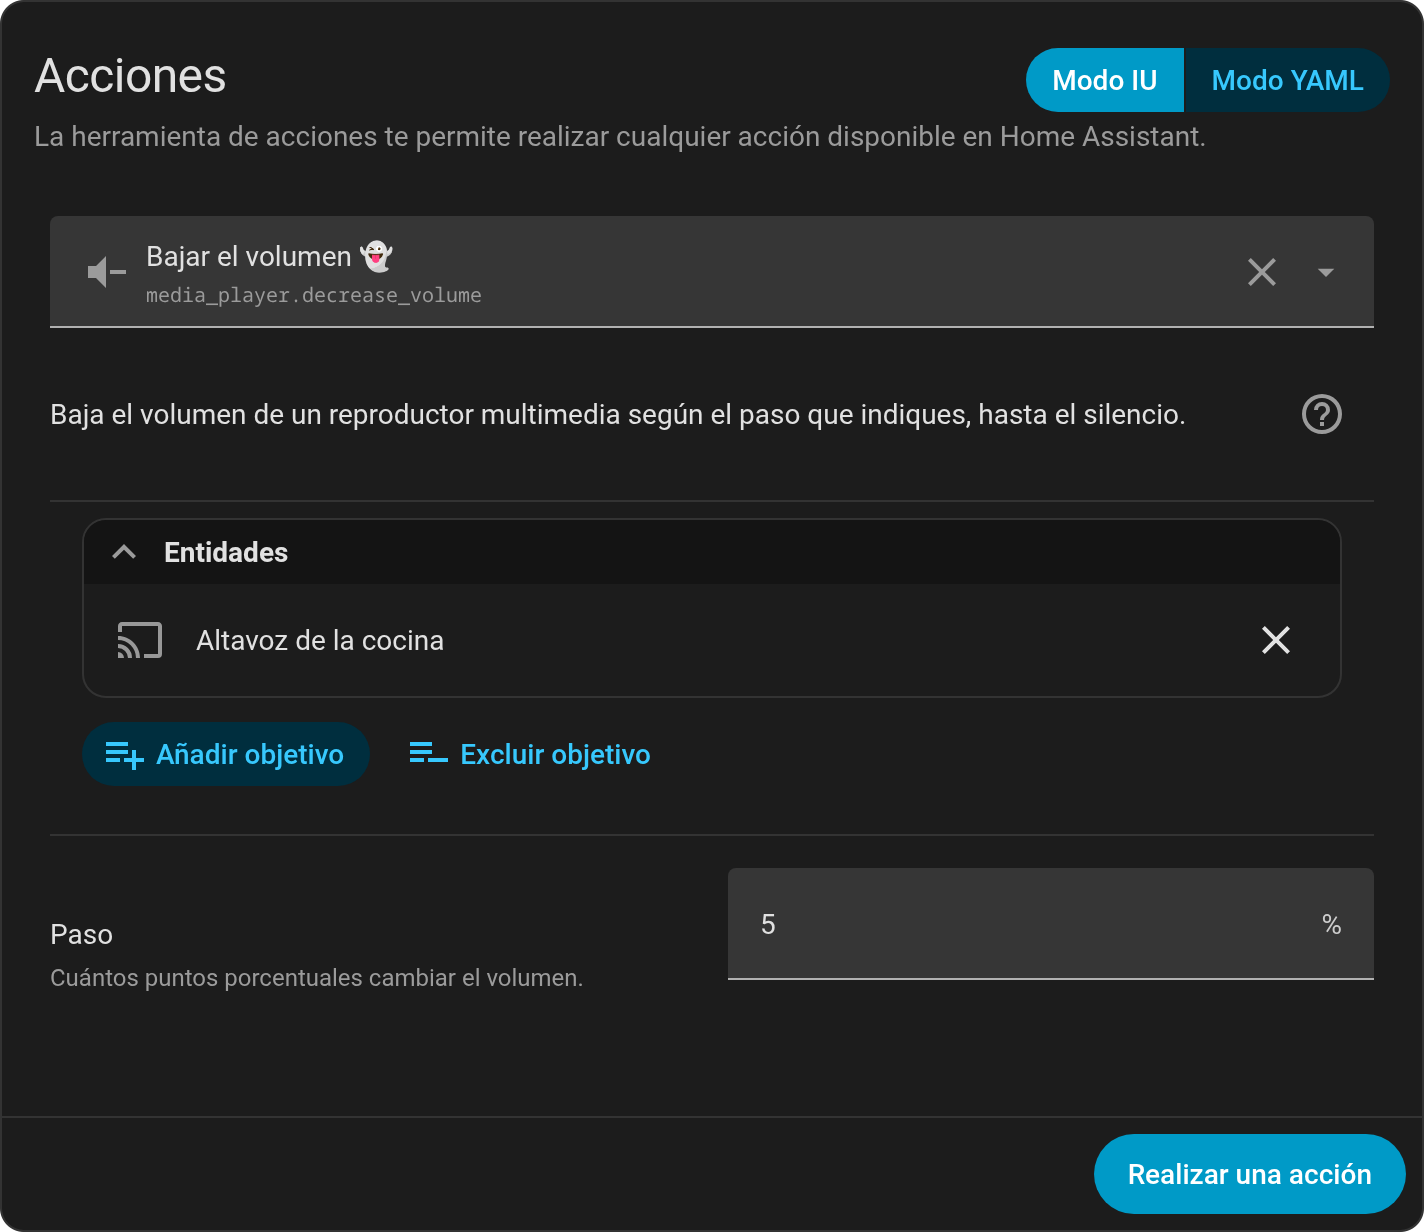 Acciones
Modo IU
Modo YAML
La herramienta de acciones te permite realizar cualquier acción disponible en Home Assistant.
Bajar el volumen 👻
media_player.decrease_volume
Baja el volumen de un reproductor multimedia según el paso que indiques, hasta el silencio.
Entidades
Altavoz de la cocina
Añadir objetivo
Excluir objetivo
Paso
Cuántos puntos porcentuales cambiar el volumen.
5 %
Realizar una acción